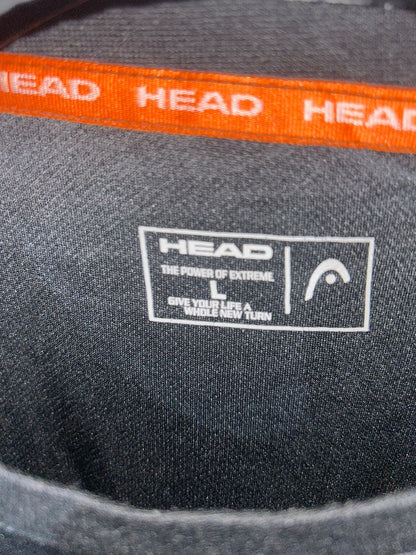 HEAD HEAD HEAD
HEAD
THE POWER OF EXTREME
L
GIVE YOUR LIFE A
WHOLE NEW TURN